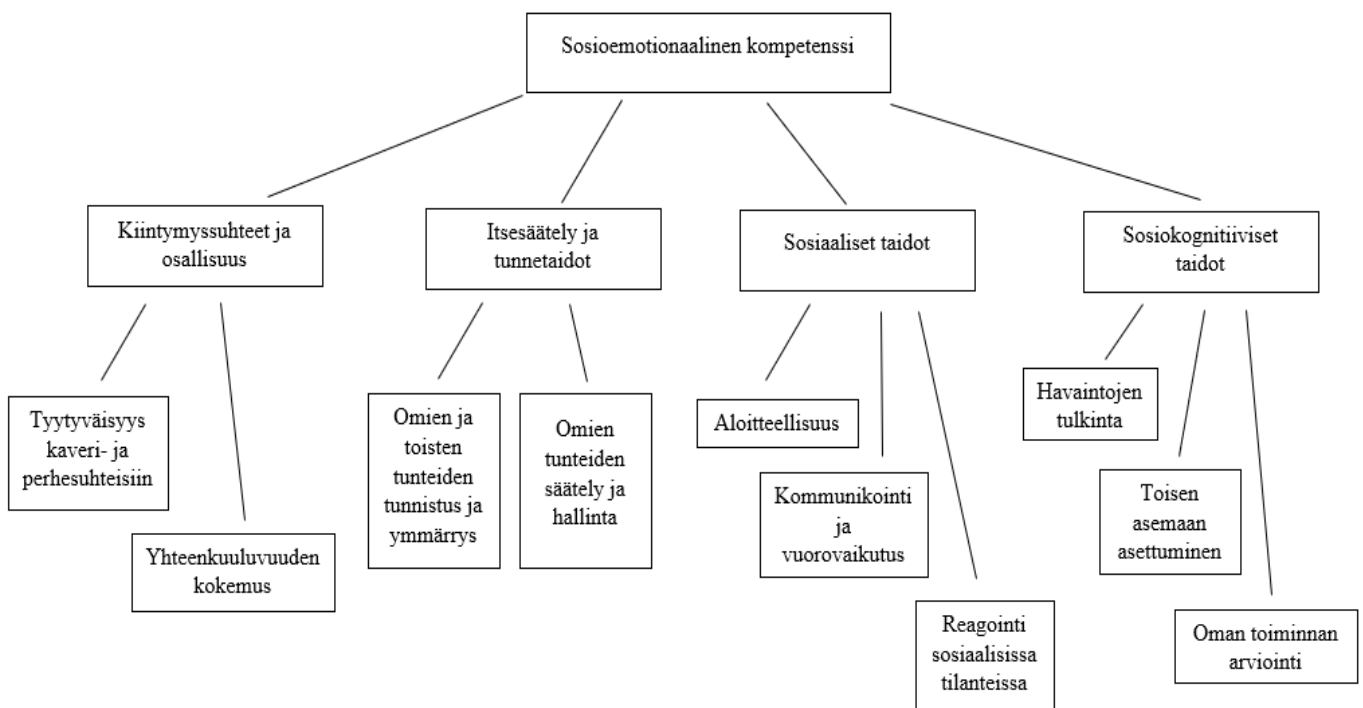 Sosioemotionaalinen kompetenssi
Kiintymyssuhteet ja
osallisuus
Itsesäätely ja
tunnetaidot
Sosiaaliset taidot
Sosiokognitiiviset
taidot
Tyytyväisyys
kaveri- ja
perhesuhteisiin
Yhteenkuuluvuuden
kokemus
Omien ja
toisten
tunteiden
tunnistus ja
ymmärrys
Omien
tunteiden
säätely ja
hallinta
Aloitteellisuus
Kommunikointi
ja
vuorovaikutus
Reagointi
sosiaalisissa
tilanteissa
Havaintojen
tulkinta
Toisen
asemaan
asettuminen
Oman toiminnan
arviointi